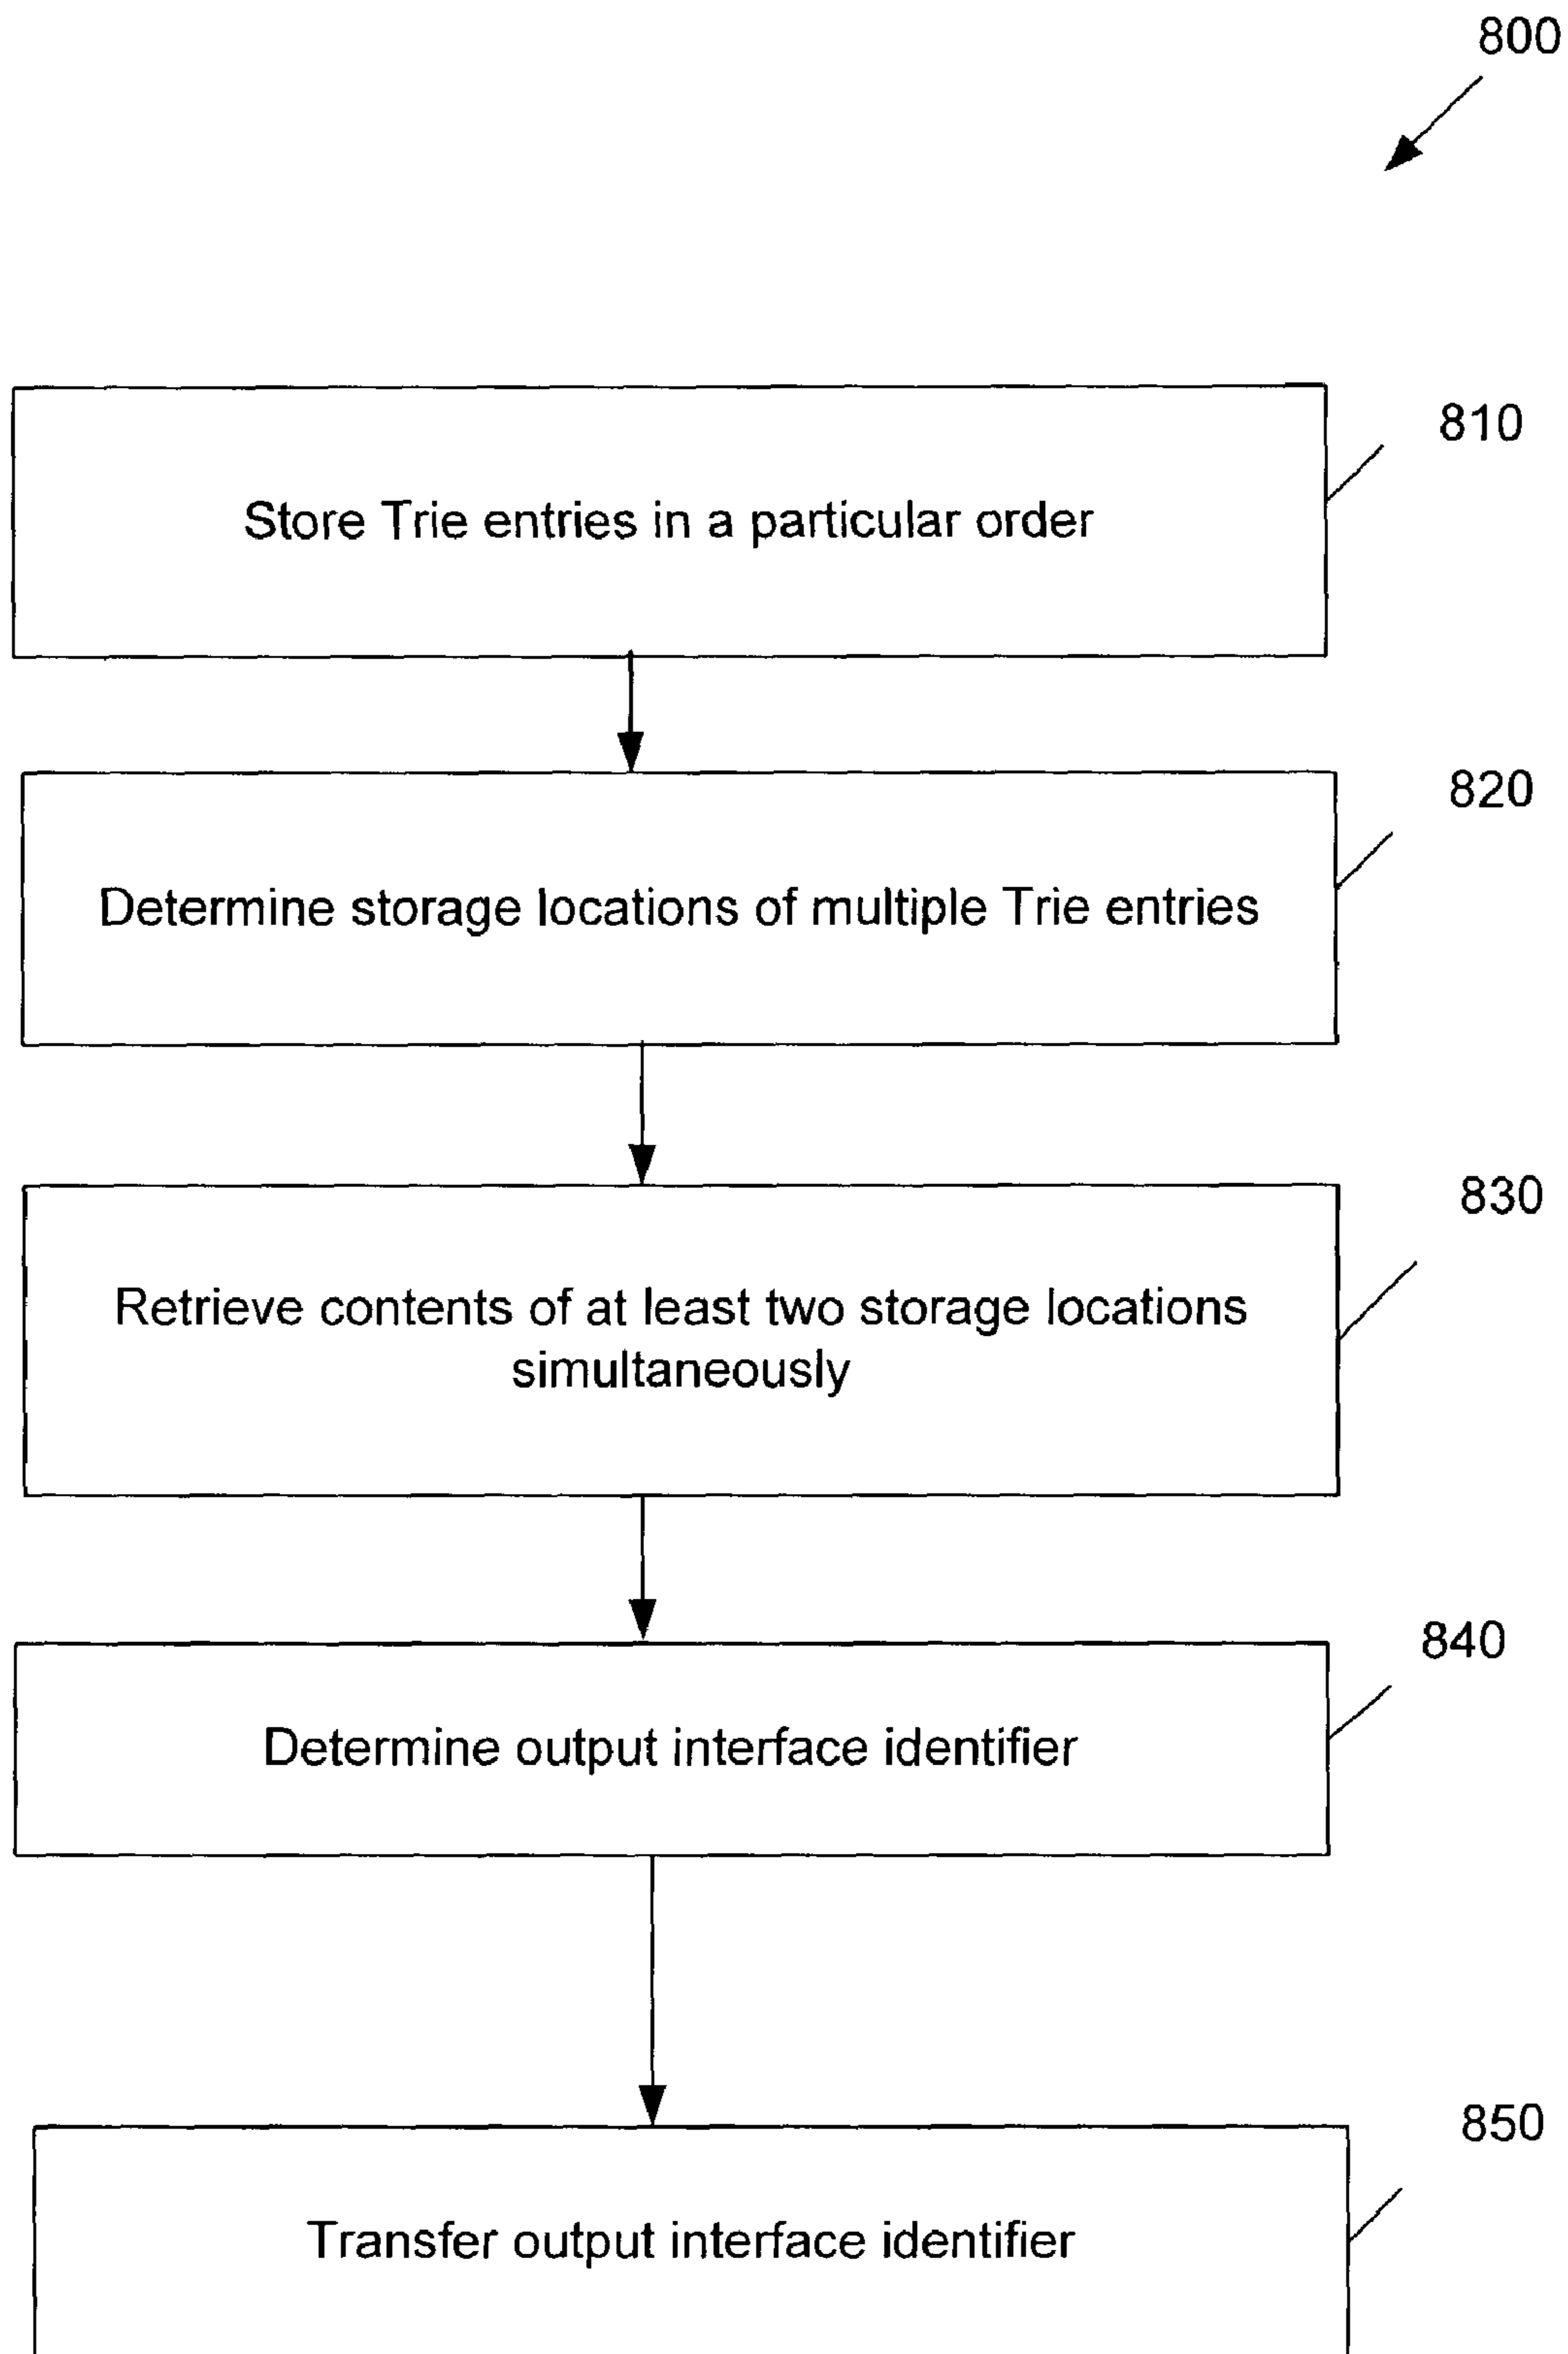 800
810
Store Trie entries in a particular order
820
Determine storage locations of multiple Trie entries
830
Retrieve contents of at least two storage locations
simultaneously
840
Determine output interface identifier
850
Transfer output interface identifier